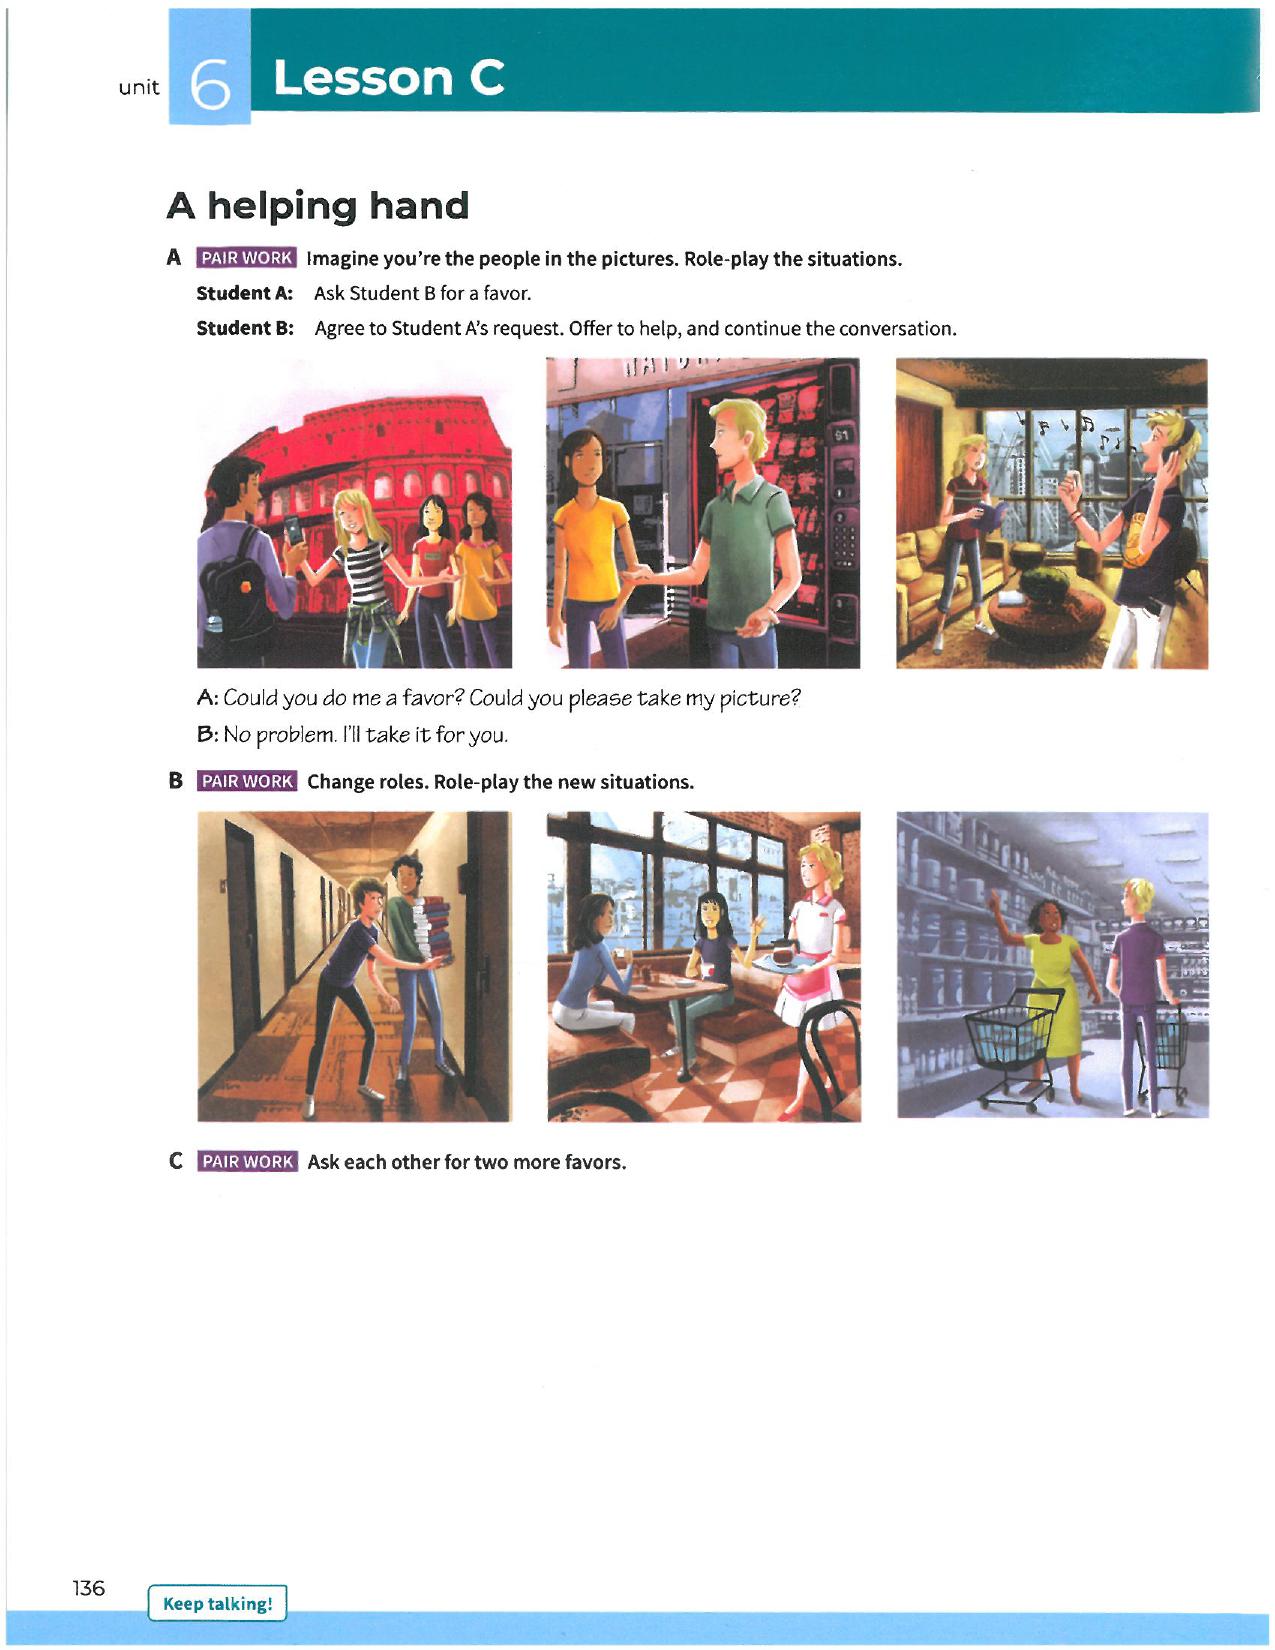 unit 6 Lesson C
A helping hand
A PAIR WORK Imagine you're the people in the pictures. Role-play the situations.
Student A: Ask Student B for a favor.
Student B: Agree to Student A's request. Offer to help, and continue the conversation.
$1
A: Could you do me a favor? Could you please take my picture?
B: No problem. I'll take it for you.
B PAIR WORK Change roles. Role-play the new situations.
C PAIR WORK Ask each other for two more favors.
136
Keep talking!